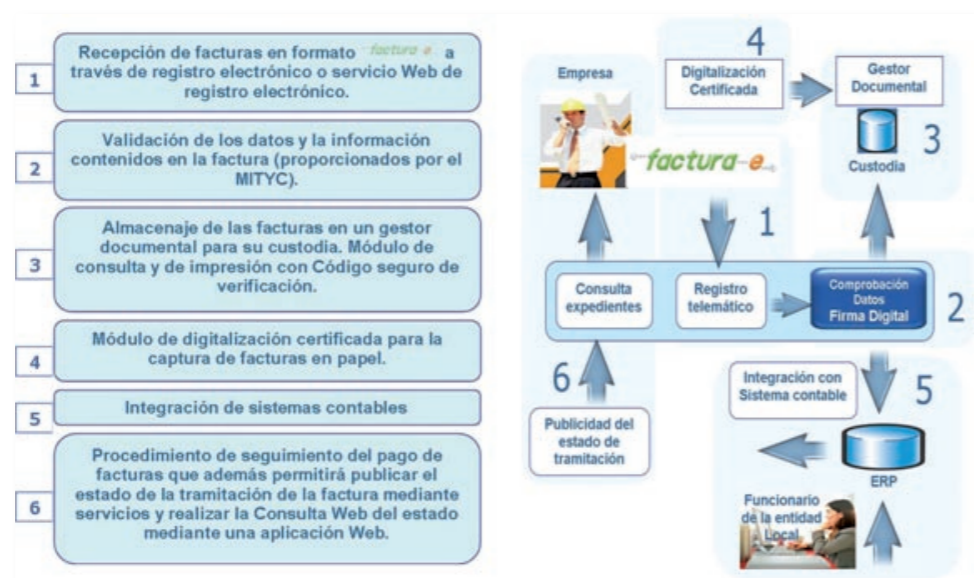 1
Recepción de facturas en formato factura-e a
través de registro electrónico o servicio Web de
registro electrónico.
2
Validación de los datos y la información
contenidos en la factura (proporcionados por el
MITYC).
3
Almacenaje de las facturas en un gestor
documental para su custodia. Módulo de
consulta y de impresión con Código seguro de
verificación.
4
Módulo de digitalización certificada para la
captura de facturas en papel.
5
Integración de sistemas contables
6
Procedimiento de seguimiento del pago de
facturas que además permitirá publicar el
estado de la tramitación de la factura mediante
servicios y realizar la Consulta Web del estado
mediante una aplicación Web.
Empresa
4
Digitalización
Certificada
Gestor
Documental
Custodia
3
factura-e
1
Consulta
expedientes
Registro
telemático
Comprobación
Datos
Firma Digital
2
6
Publicidad del
estado de
tramitación
Integración con
Sistema contable
5
ERP
Funcionario
de la entidad
Local